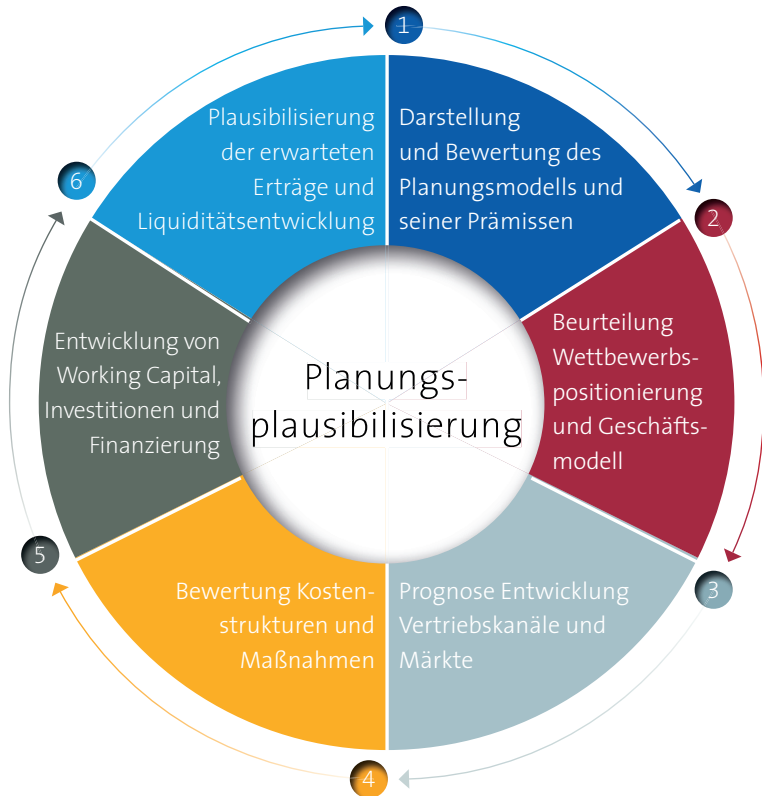 Planungs-
plausibilisierung
1
Darstellung
und Bewertung des
Planungsmodells und
seiner Prämissen
2
Beurteilung
Wettbewerbs-
positionierung
und Geschäfts-
modell
3
Prognose Entwicklung
Vertriebskanäle und
Märkte
4
Bewertung Kosten-
strukturen und
Maßnahmen
5
Entwicklung von
Working Capital,
Investitionen und
Finanzierung
6
Plausibilisierung
der erwarteten
Erträge und
Liquiditätsentwicklung